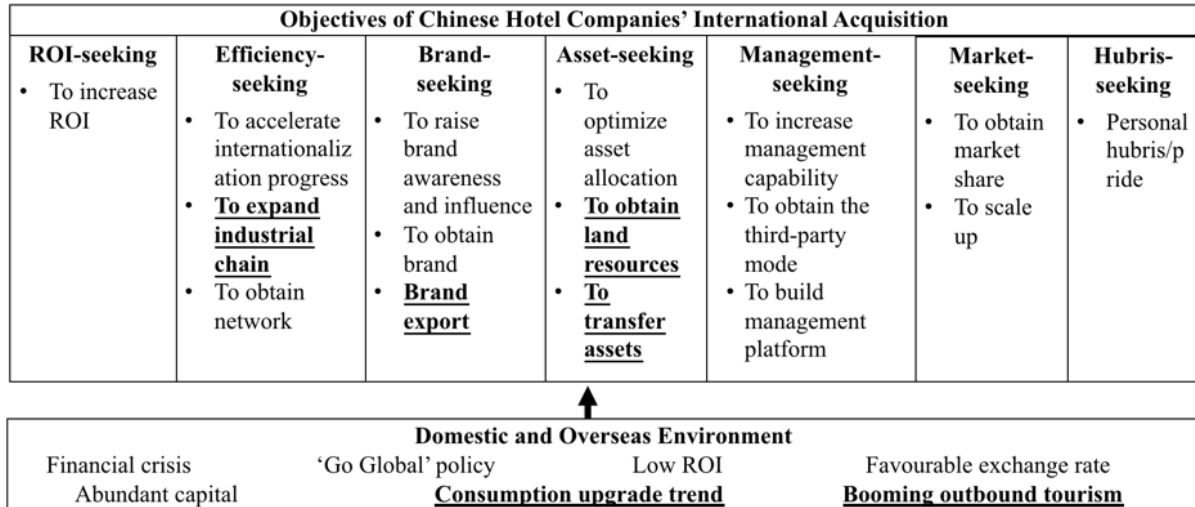 Objectives of Chinese Hotel Companies' International Acquisition
ROI-seeking
• To increase
ROI
Efficiency-
seeking
• To accelerate
internationaliz
ation progress
• To expand
industrial
chain
• To obtain
network
Brand-
seeking
• To raise
brand
awareness
and influence
• To obtain
brand
• Brand
export
Asset-seeking
• To
optimize
asset
allocation
• To obtain
land
resources
• To
transfer
assets
Management-
seeking
• To increase
management
capability
• To obtain the
third-party
mode
• To build
management
platform
Market-
seeking
• To obtain
market
share
• To scale
up
Hubris-
seeking
• Personal
hubris/p
ride
Domestic and Overseas Environment
Financial crisis 'Go Global' policy Low ROI Favourable exchange rate
Abundant capital Consumption upgrade trend Booming outbound tourism